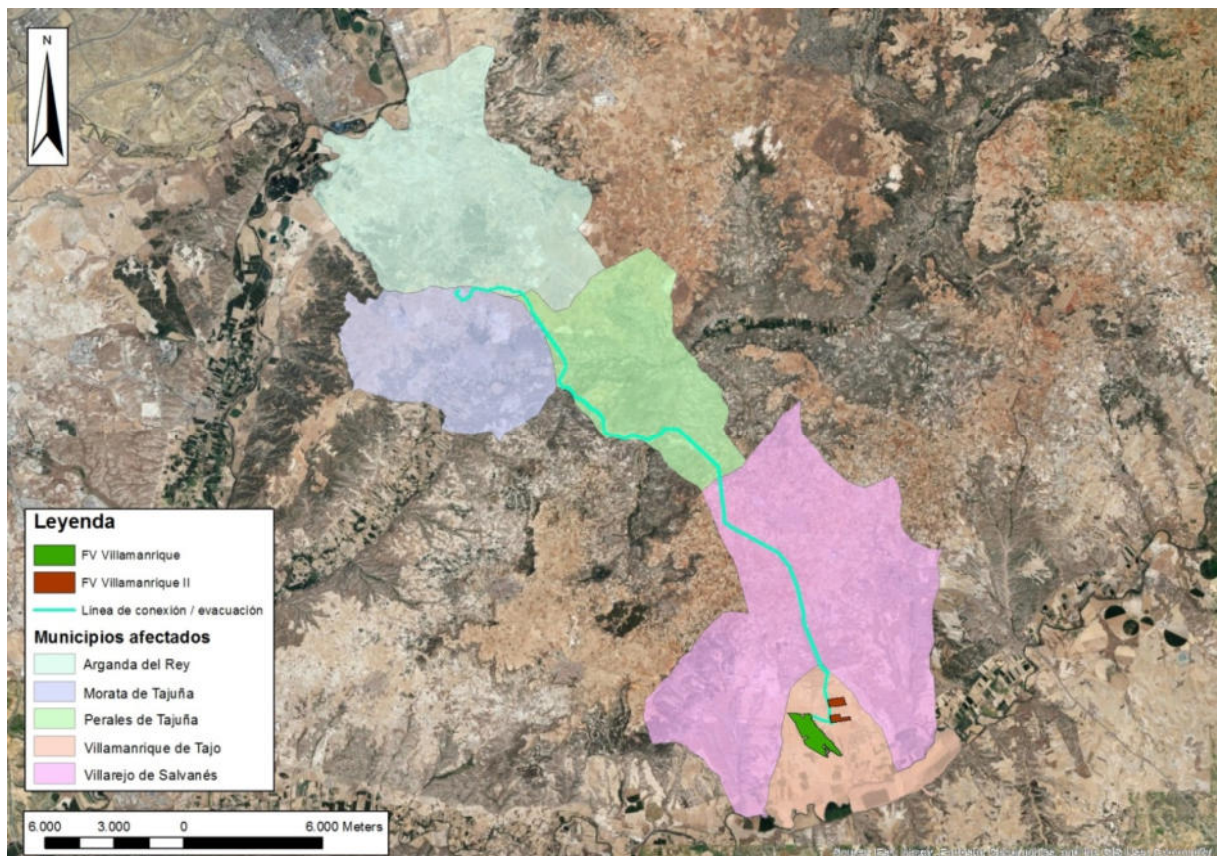 N
Leyenda
FV Villamanrique
FV Villamanrique II
Línea de conexión / evacuación
Municipios afectados
Arganda del Rey
Morata de Tajuña
Perales de Tajuña
Villamanrique de Tajo
Villarejo de Salvanés
6.000 3.000 0 6.000 Meters